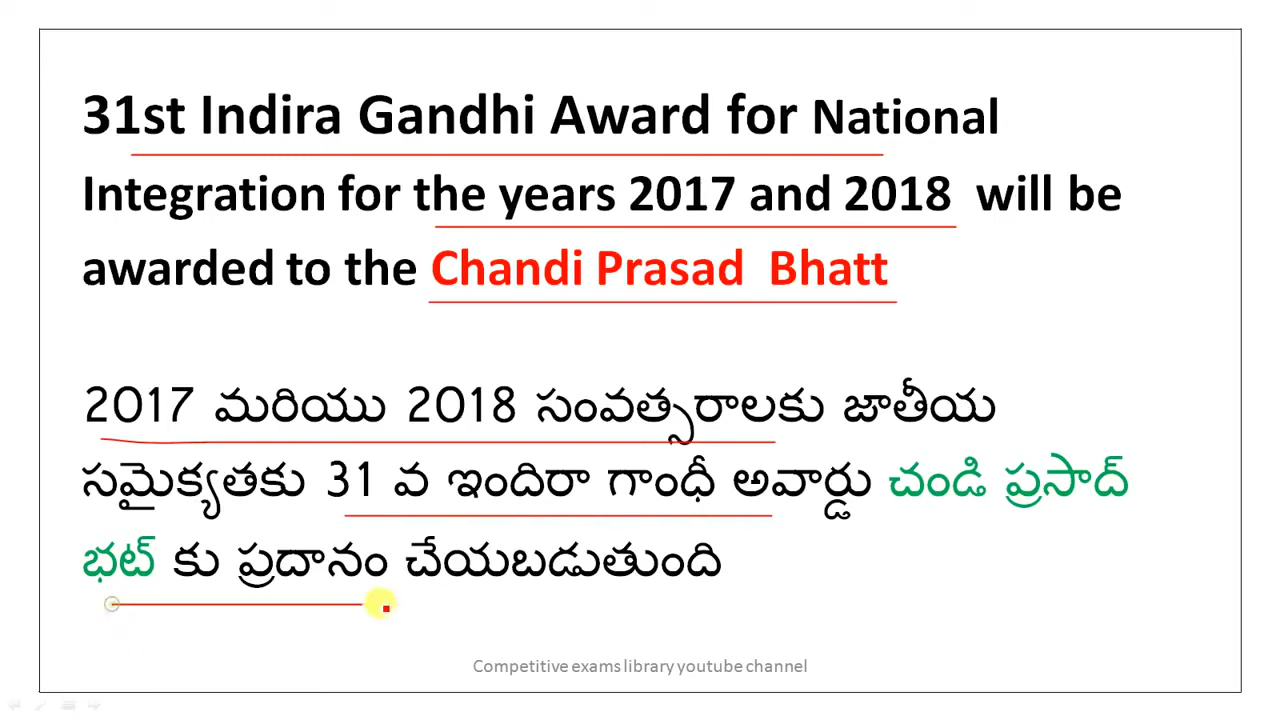 31st Indira Gandhi Award for National
Integration for the years 2017 and 2018 will be
awarded to the Chandi Prasad Bhatt
2017 మరియు 2018 సంవత్సరాలకు జాతీయ
సమైక్యతకు 31 వ ఇందిరా గాంధీ అవార్డు చండి ప్రసాద్
భట్ కు ప్రదానం చేయబడుతుంది
Competitive exams library youtube channel